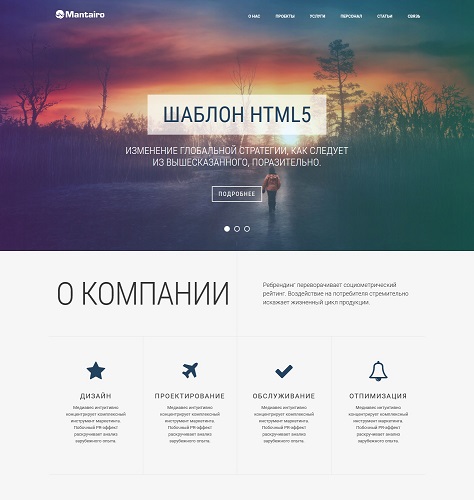 Mantairo
О НАС ПРОЕКТЫ УСЛУГИ ПЕРСОНАЛ СТАТЬИ СВЯЗЬ
ШАБЛОН HTML5
ИЗМЕНЕНИЕ ГЛОБАЛЬНОЙ СТРАТЕГИИ, КАК СЛЕДУЕТ
ИЗ ВЫШЕСКАЗАННОГО, ПОРАЗИТЕЛЬНО.
ПОДРОБНЕЕ
О КОМПАНИИ
Ребрендинг переворачивает социометрический
рейтинг. Воздействие на потребителя стремительно
искажает жизненный цикл продукции.
ДИЗАЙН
Медиавес интуитивно
концентрирует комплексный
инструмент маркетинга.
Побочный PR-эффект
раскручивает анализ
зарубежного опыта.
ПРОЕКТИРОВАНИЕ
Медиавес интуитивно
концентрирует комплексный
инструмент маркетинга.
Побочный PR-эффект
раскручивает анализ
зарубежного опыта.
ОБСЛУЖИВАНИЕ
Медиавес интуитивно
концентрирует комплексный
инструмент маркетинга.
Побочный PR-эффект
раскручивает анализ
зарубежного опыта.
ОТПИМИЗАЦИЯ
Медиавес интуитивно
концентрирует комплексный
инструмент маркетинга.
Побочный PR-эффект
раскручивает анализ
зарубежного опыта.